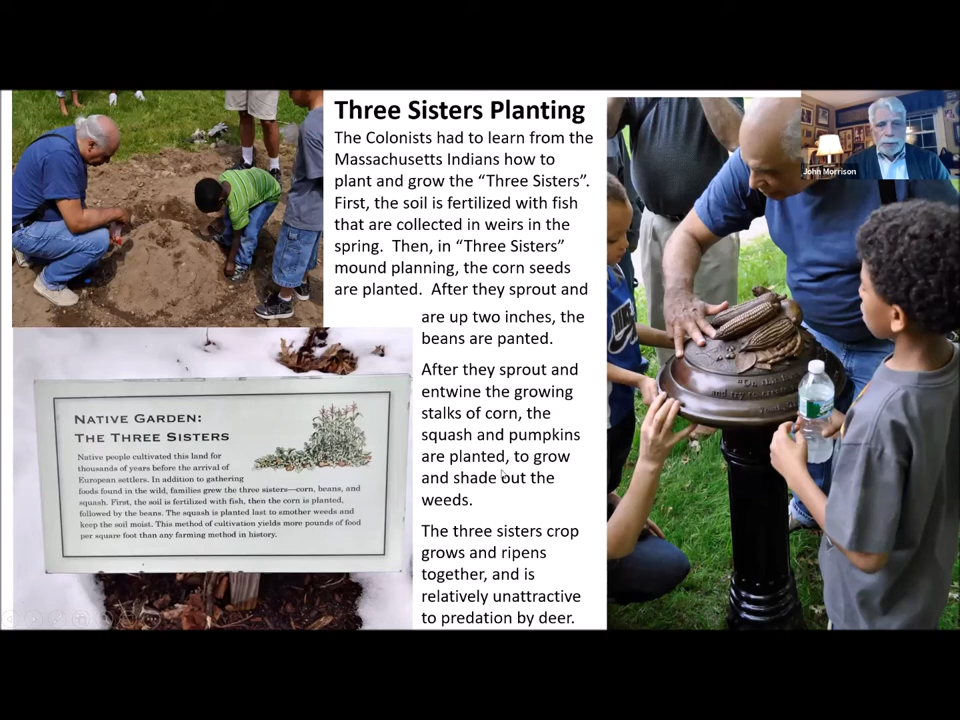 Three Sisters Planting
The Colonists had to learn from the
Massachusetts Indians how to
plant and grow the “Three Sisters”.
First, the soil is fertilized with fish
that are collected in weirs in the
spring. Then, in “Three Sisters”
mound planning, the corn seeds
are planted. After they sprout and
are up two inches, the
beans are panted.
After they sprout and
entwine the growing
stalks of corn, the
squash and pumpkins
are planted, to grow
and shade out the
weeds.
The three sisters crop
grows and ripens
together, and is
relatively unattractive
to predation by deer.
NATIVE GARDEN:
THE THREE SISTERS
Native people cultivated this land for
thousands of years before the arrival of
European settlers. In addition to gathering
foods found in the wild, families grew the three sisters—corn, beans, and
squash. First, the soil is fertilized with fish, then the corn is planted,
followed by the beans. The squash is planted last to smother weeds and
keep the soil moist. This method of cultivation yields more pounds of food
per square foot than any farming method in history.
John Morrison